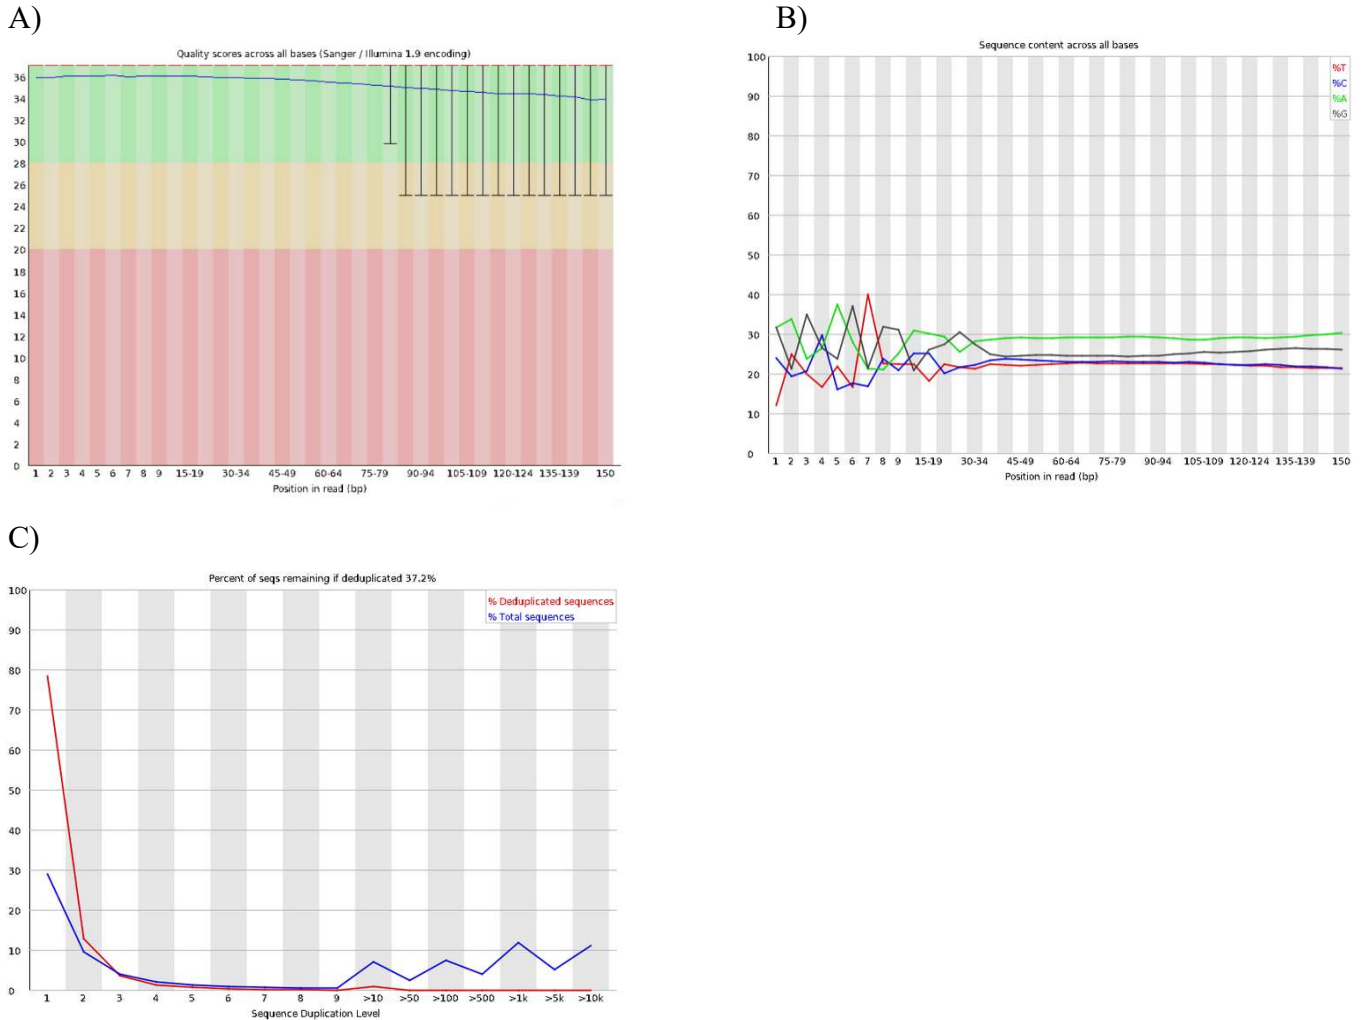 A)
Quality scores across all bases (Sanger / Illumina 1.9 encoding)
36
34
32
30
28
26
24
22
20
18
16
14
12
10
8
6
4
2
0
1 2 3 4 5 6 7 8 9 15-19 30-34 45-49 60-64 75-79 90-94 105-109 120-124 135-139 150
Position in read (bp)
B)
Sequence content across all bases
100
90
80
70
60
50
40
30
20
10
0
%T
%C
%A
%G
1 2 3 4 5 6 7 8 9 15-19 30-34 45-49 60-64 75-79 90-94 105-109 120-124 135-139 150
Position in read (bp)
C)
Percent of seqs remaining if deduplicated 37.2%
100
90
80
70
60
50
40
30
20
10
0
% Deduplicated sequences
% Total sequences
1 2 3 4 5 6 7 8 9 >10 >50 >100 >500 >1k >5k >10k
Sequence Duplication Level